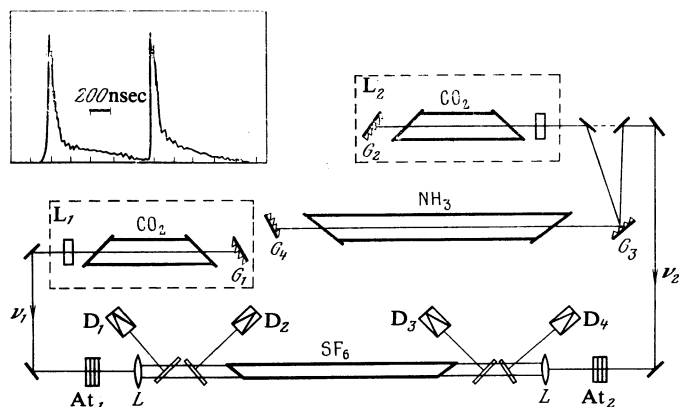 200nsec
L₂
CO₂
G₂
NH₃
L₁
CO₂
G₁
G₄
G₃
ν₁
ν₂
D₁
D₂
D₃
D₄
SF₆
At₁
L
L
At₂